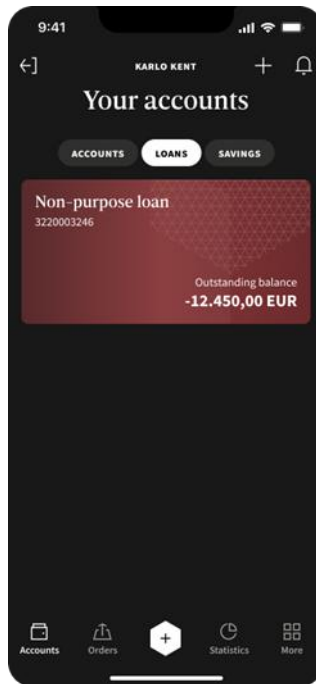 9:41
KARLO KENT
Your accounts
ACCOUNTS LOANS SAVINGS
Non-purpose loan
3220003246
Outstanding balance
-12.450,00 EUR
Accounts Orders Statistics More